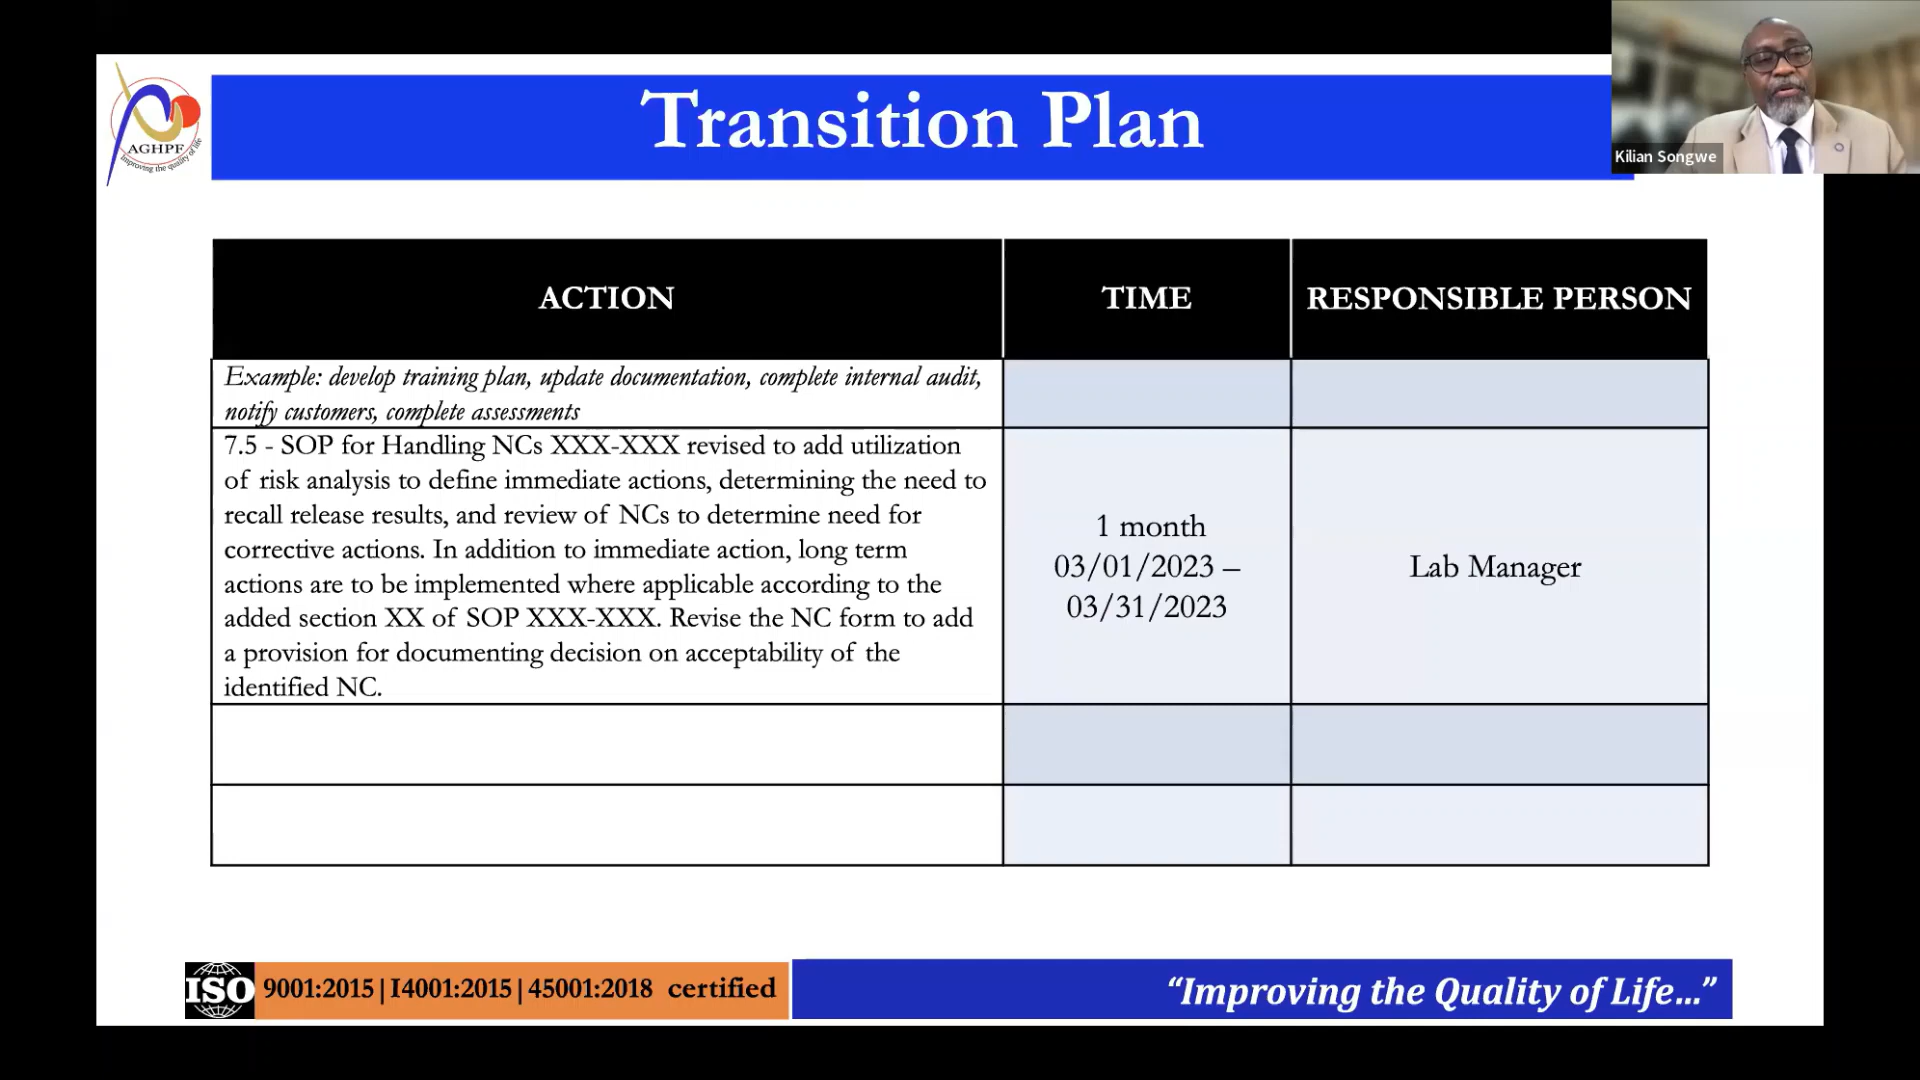 Transition Plan
AGHPF
Improving the quality of life
Kilian Songwe
ACTION
TIME
RESPONSIBLE PERSON
Example: develop training plan, update documentation, complete internal audit,
notify customers, complete assessments
7.5 - SOP for Handling NCs XXX-XXX revised to add utilization
of risk analysis to define immediate actions, determining the need to
recall release results, and review of NCs to determine need for
corrective actions. In addition to immediate action, long term
actions are to be implemented where applicable according to the
added section XX of SOP XXX-XXX. Revise the NC form to add
a provision for documenting decision on acceptability of the
identified NC.
1 month
03/01/2023 –
03/31/2023
Lab Manager
ISO 9001:2015 | I4001:2015 | 45001:2018 certified
“Improving the Quality of Life...”